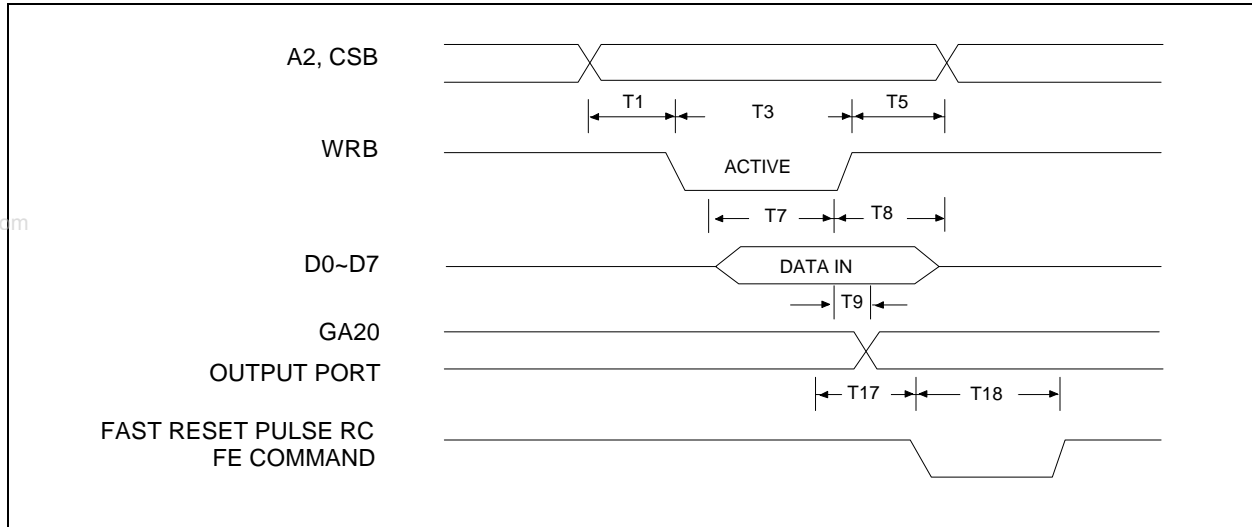 A2, CSB
T1
T3
T5
WRB
ACTIVE
om
T7
T8
D0~D7
DATA IN
T9
GA20
OUTPUT PORT
T17
T18
FAST RESET PULSE RC
FE COMMAND